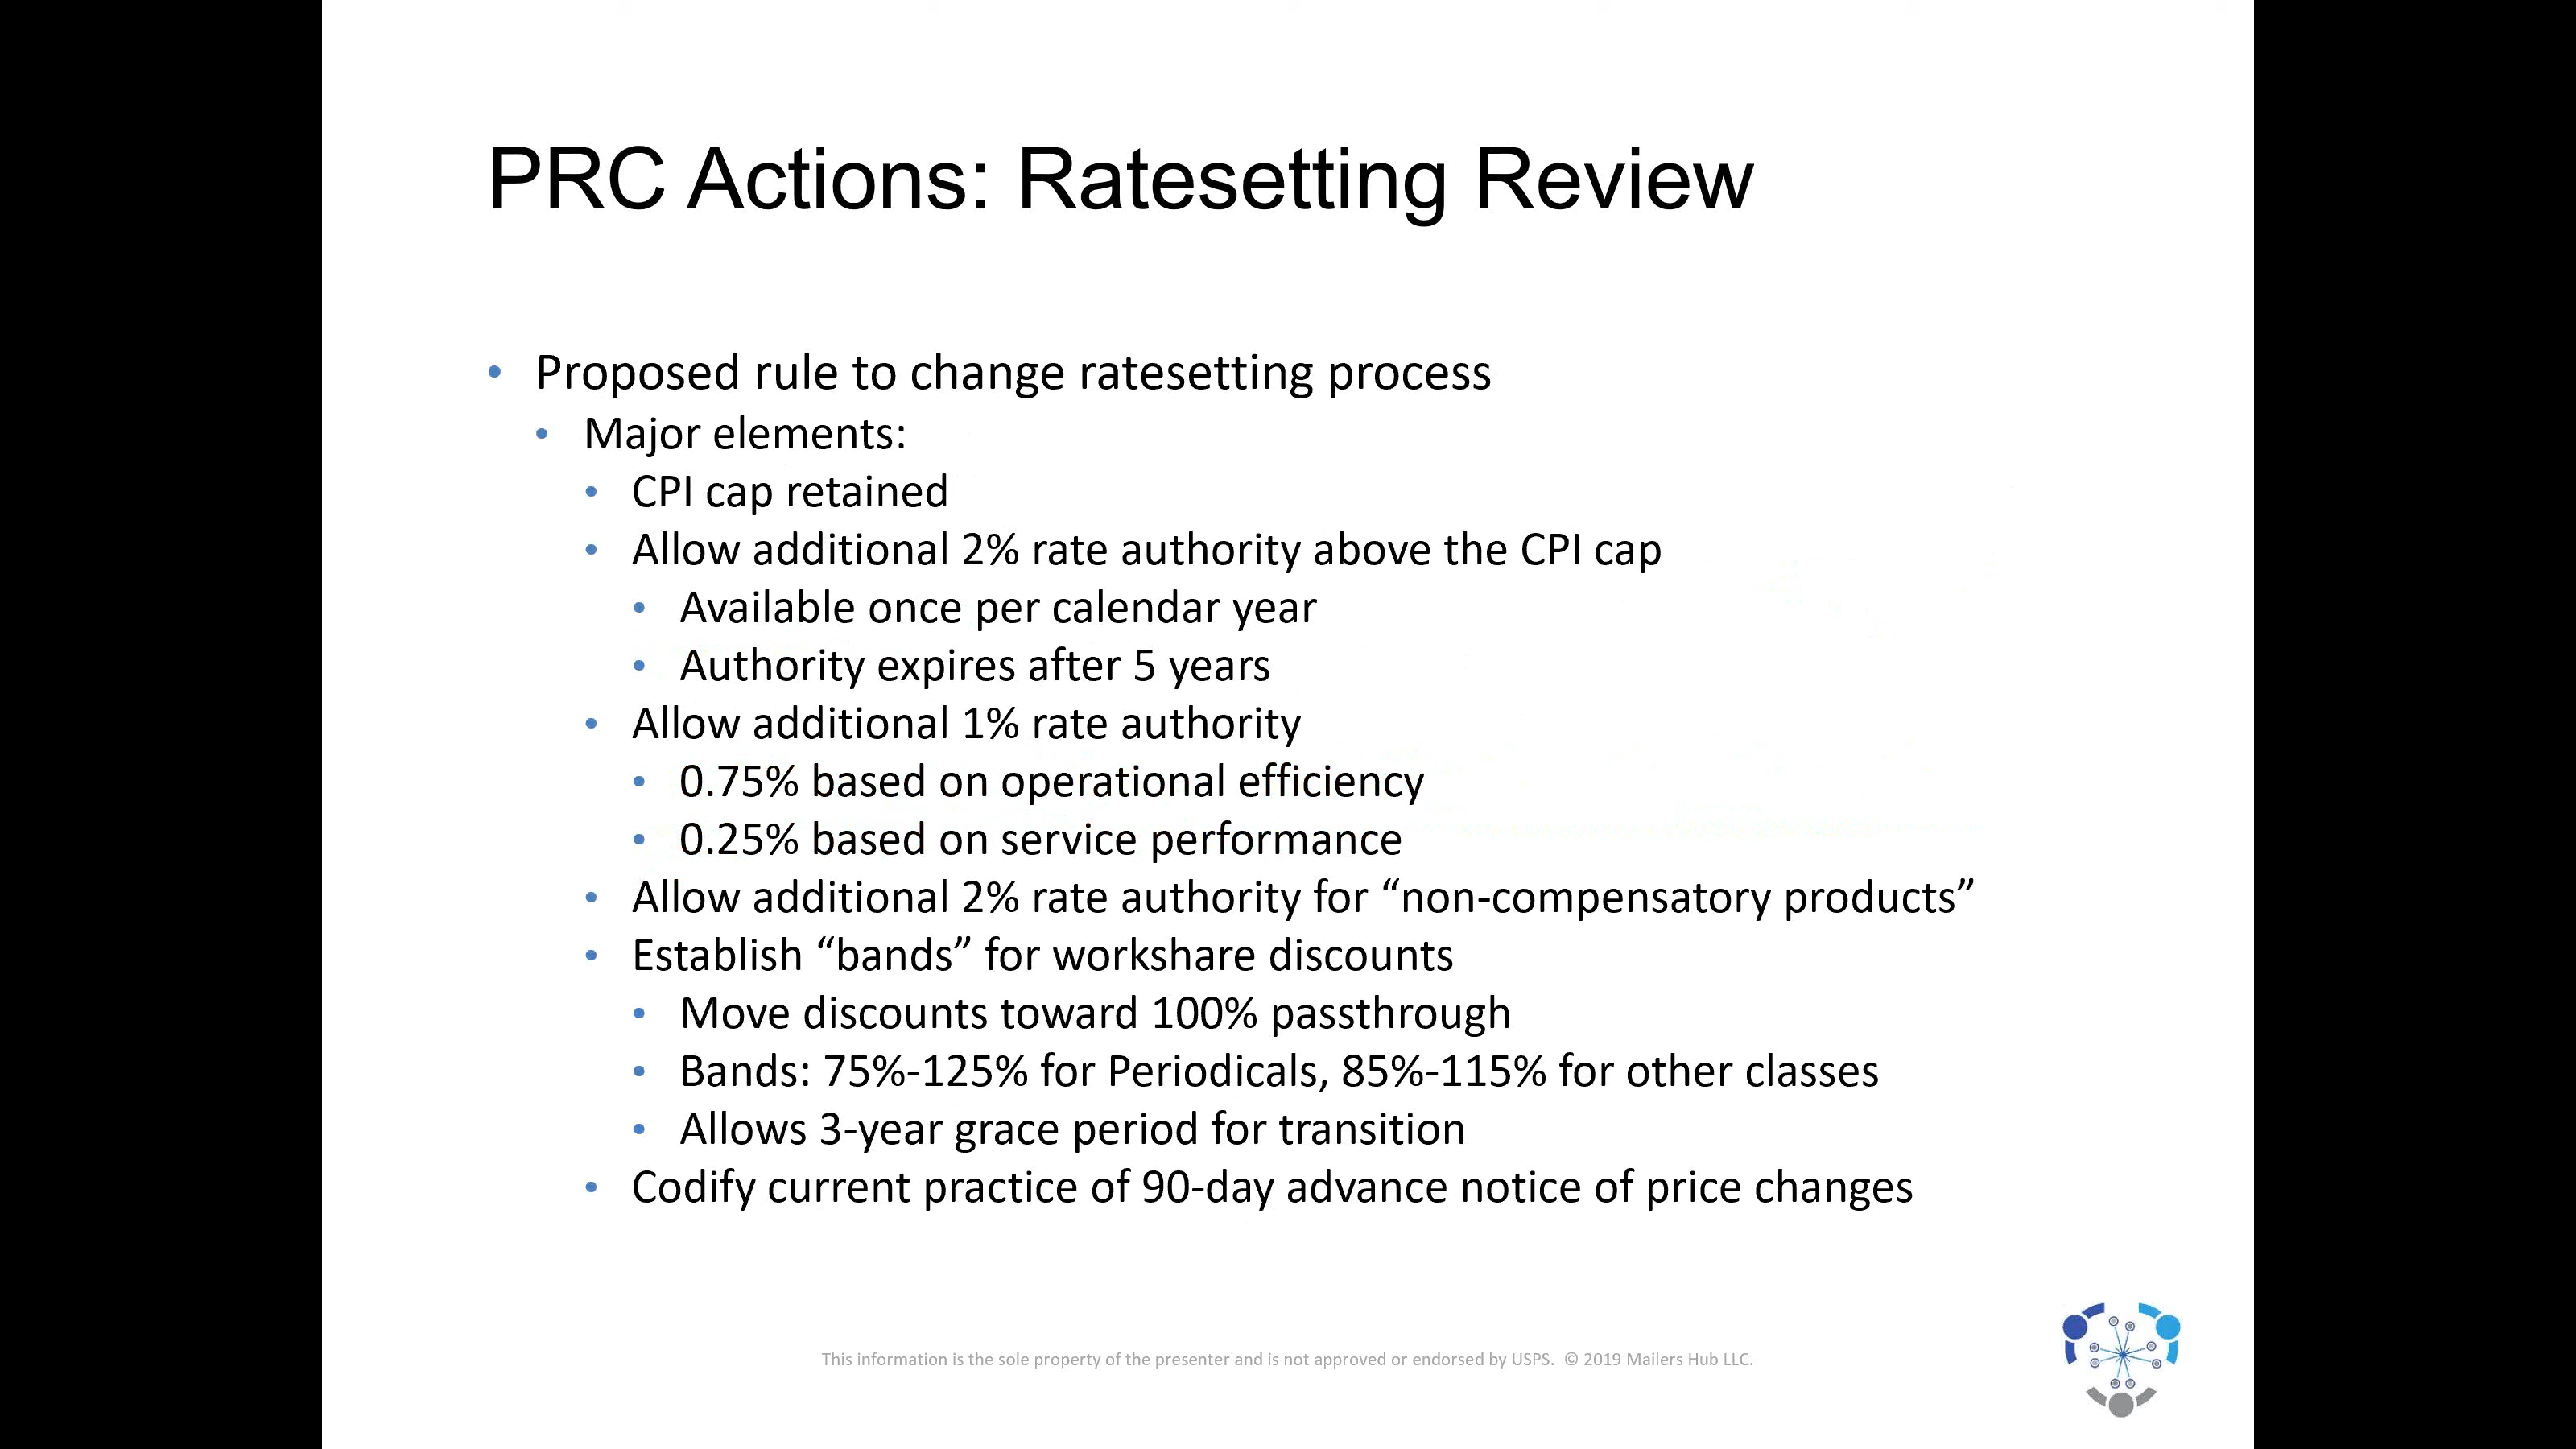 PRC Actions: Ratesetting Review
• Proposed rule to change ratesetting process
• Major elements:
• CPI cap retained
• Allow additional 2% rate authority above the CPI cap
• Available once per calendar year
• Authority expires after 5 years
• Allow additional 1% rate authority
• 0.75% based on operational efficiency
• 0.25% based on service performance
• Allow additional 2% rate authority for “non-compensatory products”
• Establish “bands” for workshare discounts
• Move discounts toward 100% passthrough
• Bands: 75%-125% for Periodicals, 85%-115% for other classes
• Allows 3-year grace period for transition
• Codify current practice of 90-day advance notice of price changes
This information is the sole property of the presenter and is not approved or endorsed by USPS. © 2019 Mailers Hub LLC.